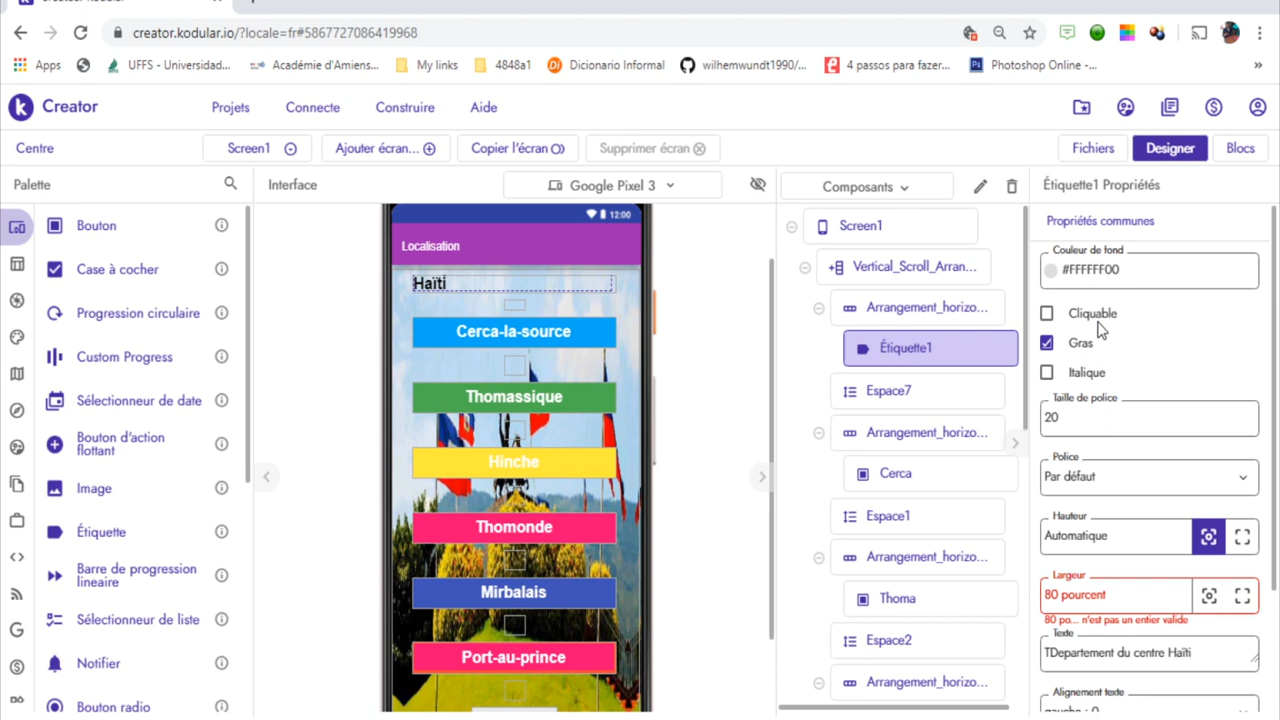 creator.kodular.io/?locale=fr#5867727086419968
Apps
UFFS - Universidad...
Académie d'Amiens...
My links
4848a1
Dicionario Informal
wilhemwundt1990/...
4 passos para fazer...
Photoshop Online -...
»
Creator
Projets
Connecte
Construire
Aide
Centre
Screen1
Ajouter écran...
Copier l'écran
Supprimer écran
Fichiers
Designer
Blocs
Palette
Interface
Google Pixel 3
Composants
Étiquette1 Propriétés
Bouton
Case à cocher
Progression circulaire
Custom Progress
Sélectionneur de date
Bouton d'action
flottant
Image
Étiquette
Barre de progression
lineaire
Sélectionneur de liste
Notifier
Bouton radio
12:00
Localisation
Haïti
Cerca-la-source
Thomassique
Hinche
Thomonde
Mirbalais
Port-au-prince
Screen1
Vertical_Scroll_Arran...
Arrangement_horizo...
Étiquette1
Espace7
Arrangement_horizo...
Cerca
Espace1
Arrangement_horizo...
Thoma
Espace2
Arrangement_horizo...
Propriétés communes
Couleur de fond
#FFFFFF00
Cliquable
Gras
Italique
Taille de police
20
Police
Par défaut
Hauteur
Automatique
Largeur
80 pourcent
80 po... n'est pas un entier valide
Texte
TDepartement du centre Haïti
Alignement texte
gauche : 0